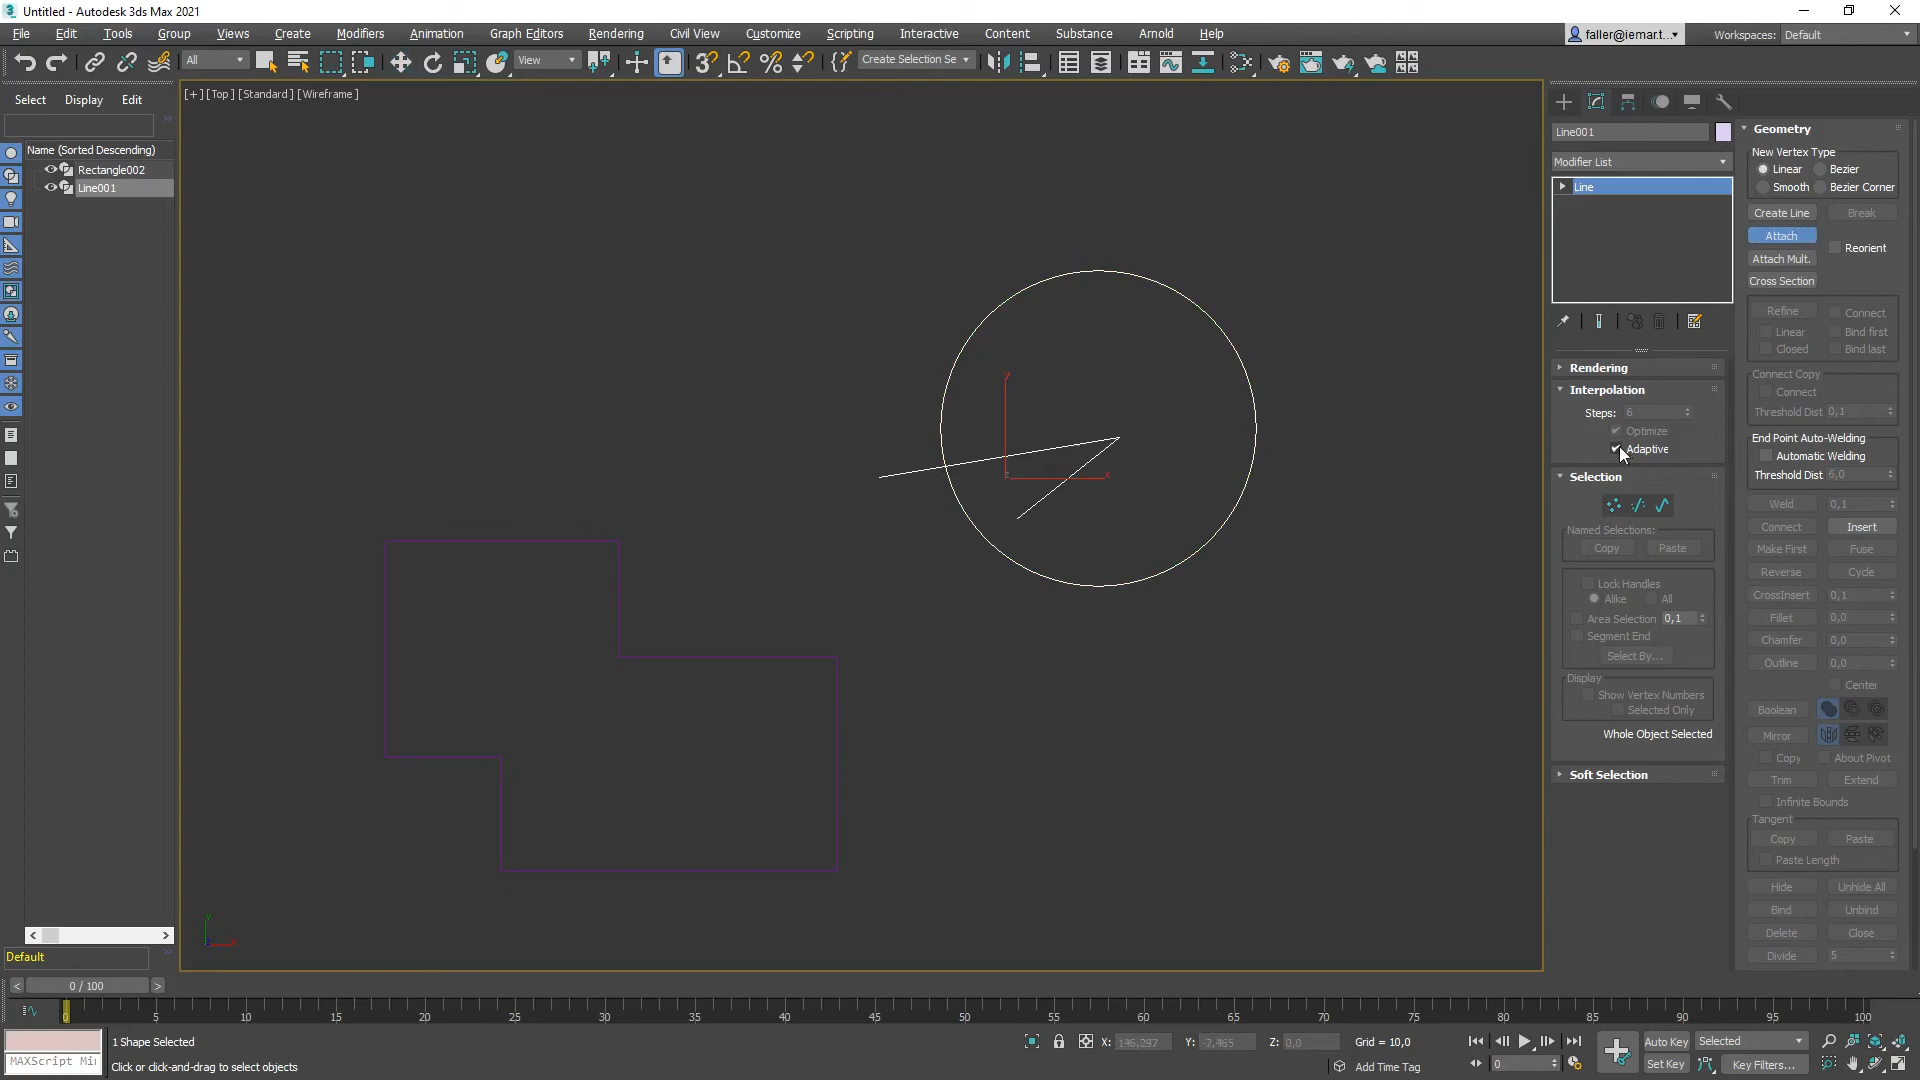 Untitled - Autodesk 3ds Max 2021
File Edit Tools Group Views Create Modifiers Animation Graph Editors Rendering Civil View Customize Scripting Interactive Content Substance Arnold Help
faller@iemar.t... Workspaces: Default
All View Create Selection Se
Select Display Edit
[+] [Top] [Standard] [Wireframe]
Name (Sorted Descending)
Rectangle002
Line001
Line001
Modifier List
Line
Rendering
Interpolation
Steps: 6
Optimize
Adaptive
Selection
Named Selections:
Copy Paste
Lock Handles
Alike All
Area Selection 0,1
Segment End
Select By...
Display
Show Vertex Numbers
Selected Only
Whole Object Selected
Soft Selection
Geometry
New Vertex Type
Linear Bezier
Smooth Bezier Corner
Create Line Break
Attach Reorient
Attach Mult.
Cross Section
Refine Connect
Linear Bind first
Closed Bind last
Connect Copy
Connect
Threshold Dist 0,1
End Point Auto-Welding
Automatic Welding
Threshold Dist 6,0
Weld 0,1
Connect Insert
Make First Fuse
Reverse Cycle
CrossInsert 0,1
Fillet 0,0
Chamfer 0,0
Outline 0,0
Center
Boolean
Mirror
Copy About Pivot
Trim Extend
Infinite Bounds
Tangent
Copy Paste
Paste Length
Hide Unhide All
Bind Unbind
Delete Close
Divide 5
y
x
z
y
x
Default
< 0 / 100 >
0 5 10 15 20 25 30 35 40 45 50 55 60 65 70 75 80 85 90 95 100
1 Shape Selected X: 146,297 Y: -7,465 Z: 0,0 Grid = 10,0 Auto Key Selected
MAXScript Mi Click or click-and-drag to select objects Add Time Tag 0 Set Key Key Filters...